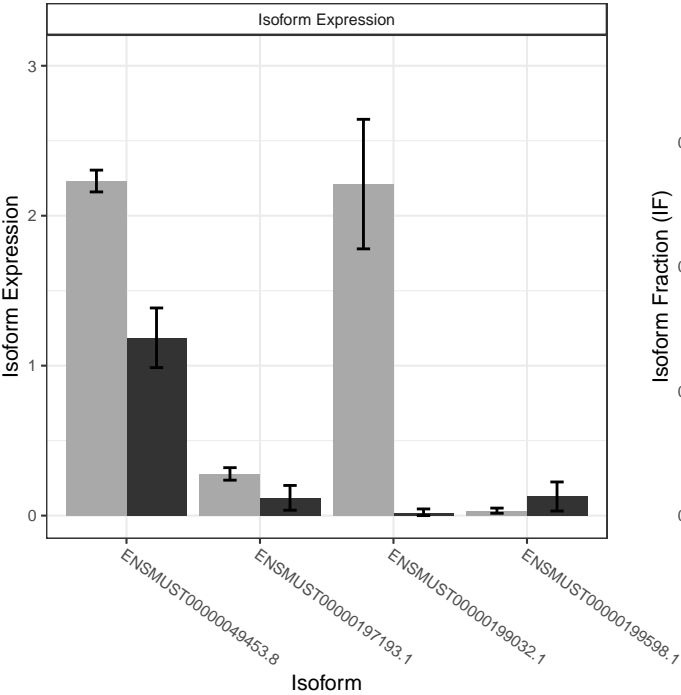 Isoform Expression
Isoform Expression
3
2
1
0
ENSMUST00000049453.8
ENSMUST00000197193.1
ENSMUST00000199032.1
ENSMUST00000199598.1
Isoform
Isoform Fraction (IF)